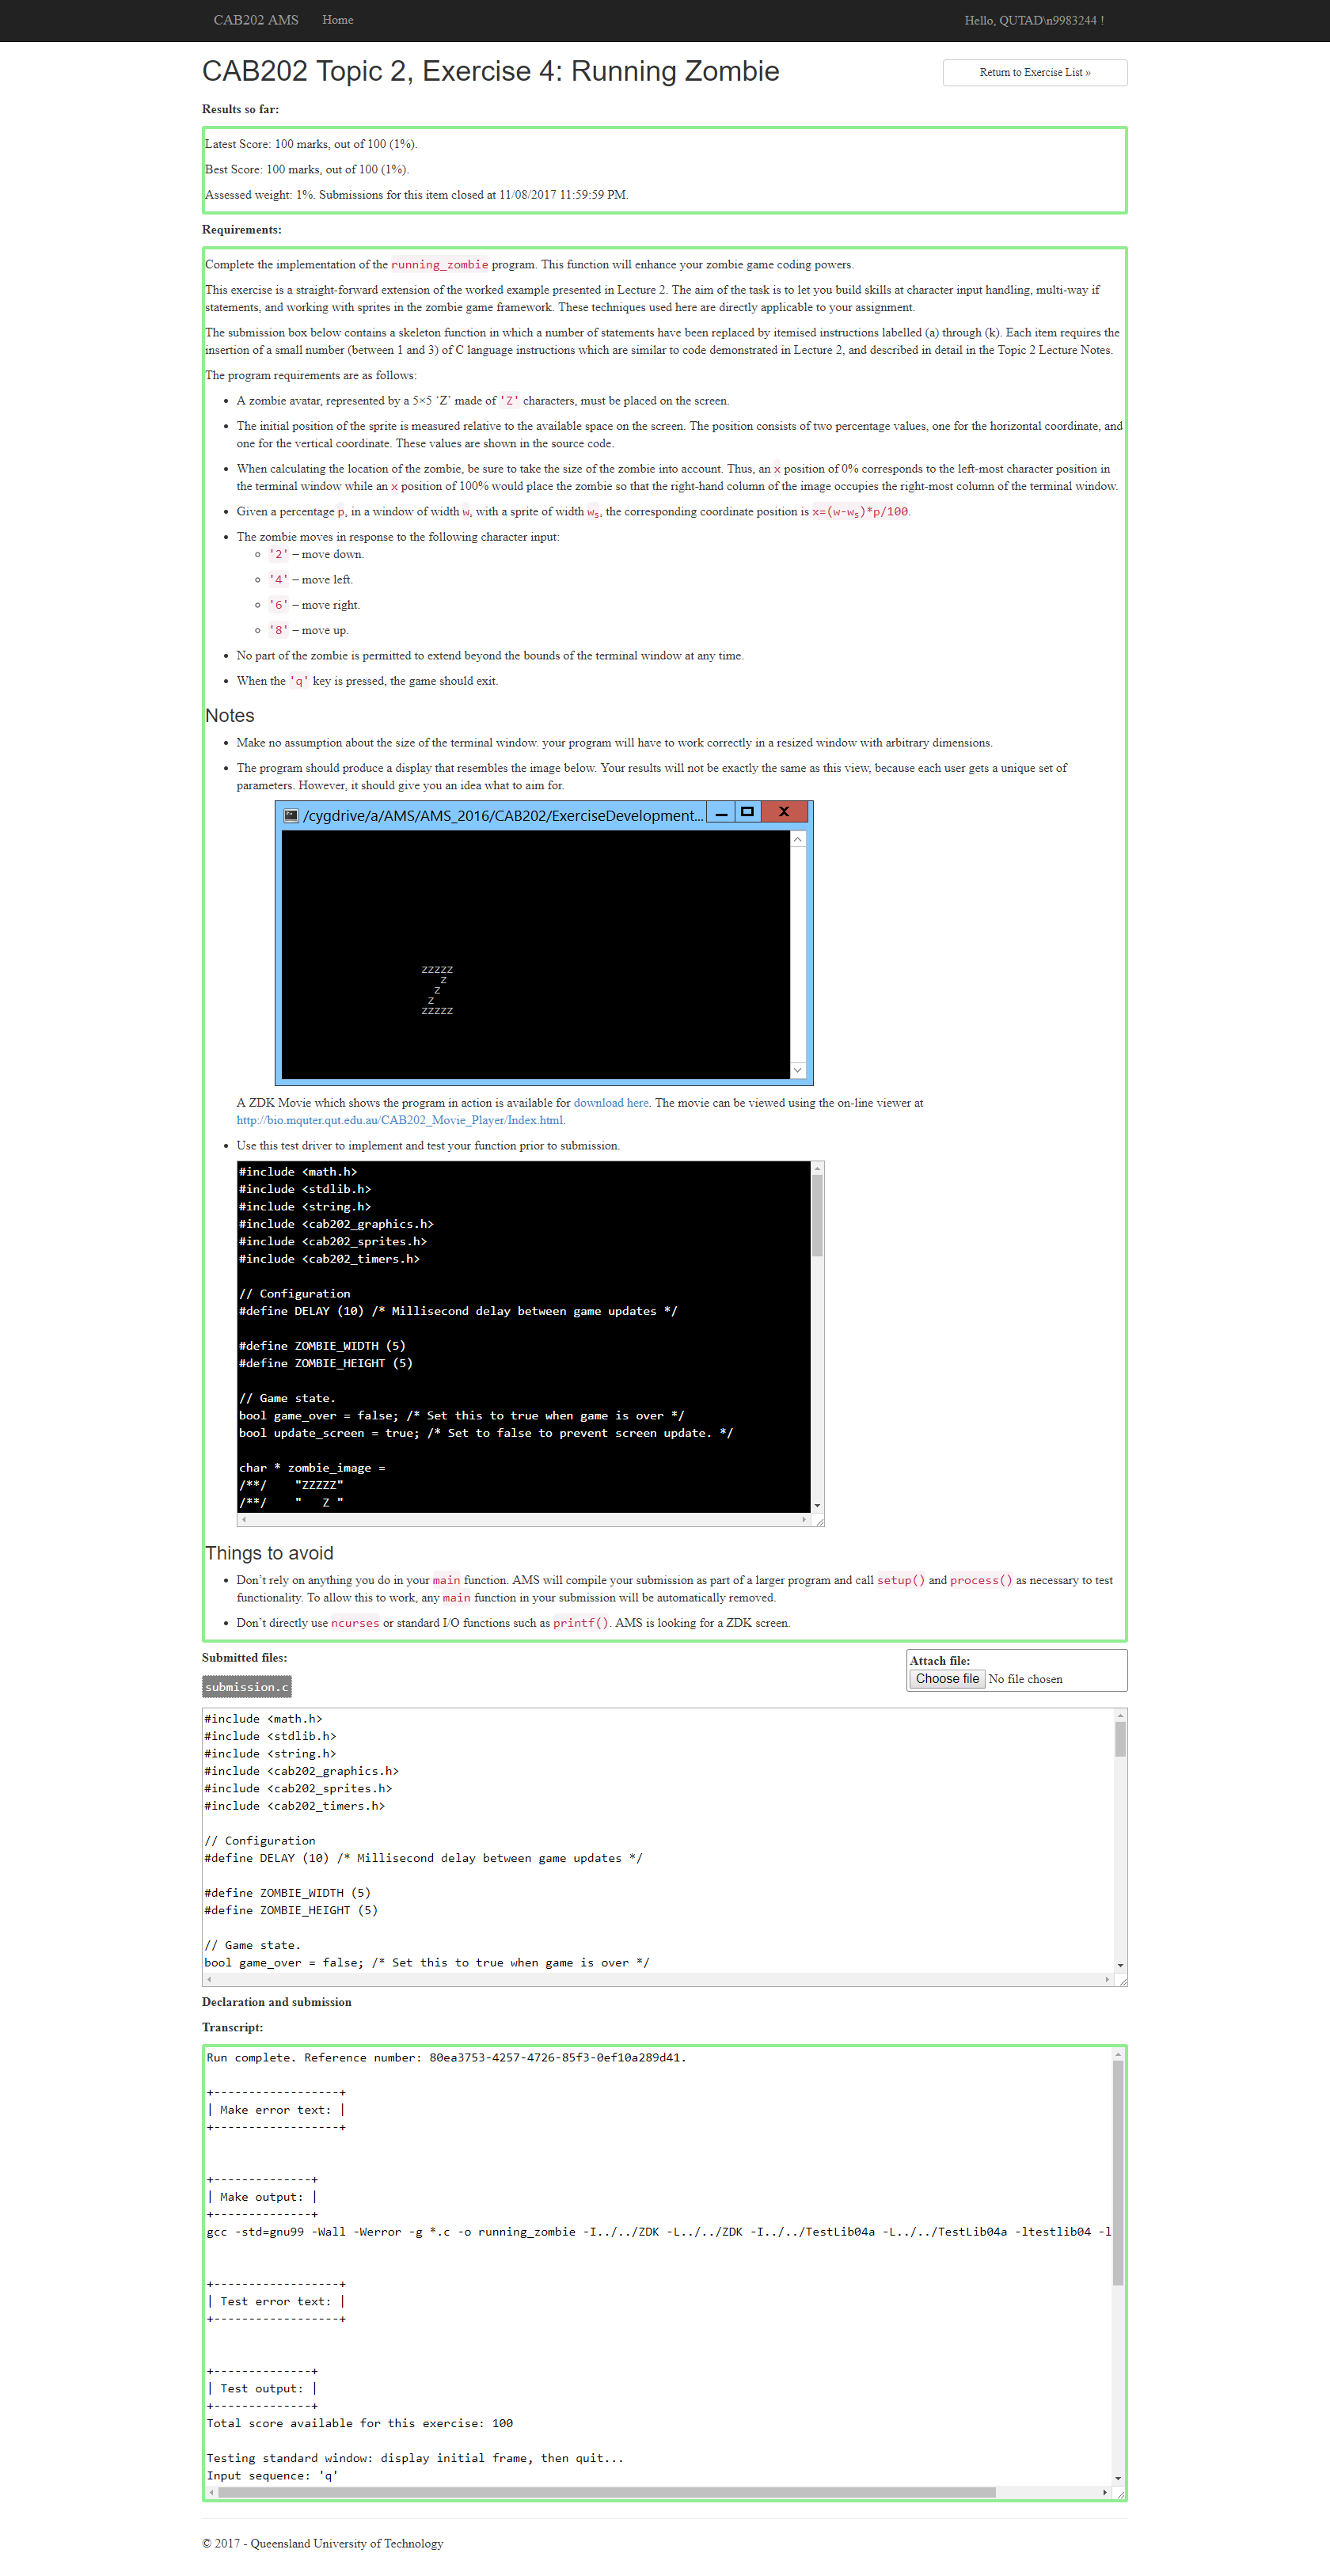 CAB202 AMS
Home
Hello, QUTAD\n9983244 !
CAB202 Topic 2, Exercise 4: Running Zombie
Return to Exercise List »
Results so far:
Latest Score: 100 marks, out of 100 (1%).
Best Score: 100 marks, out of 100 (1%).
Assessed weight: 1%. Submissions for this item closed at 11/08/2017 11:59:59 PM.
Requirements:
Complete the implementation of the running_zombie program. This function will enhance your zombie game coding powers.
This exercise is a straight-forward extension of the worked example presented in Lecture 2. The aim of the task is to let you build skills at character input handling, multi-way if
statements, and working with sprites in the zombie game framework. These techniques used here are directly applicable to your assignment.
The submission box below contains a skeleton function in which a number of statements have been replaced by itemised instructions labelled (a) through (k). Each item requires the
insertion of a small number (between 1 and 3) of C language instructions which are similar to code demonstrated in Lecture 2, and described in detail in the Topic 2 Lecture Notes.
The program requirements are as follows:
• A zombie avatar, represented by a 5×5 ‘Z’ made of 'Z' characters, must be placed on the screen.
• The initial position of the sprite is measured relative to the available space on the screen. The position consists of two percentage values, one for the horizontal coordinate, and
one for the vertical coordinate. These values are shown in the source code.
• When calculating the location of the zombie, be sure to take the size of the zombie into account. Thus, an x position of 0% corresponds to the left-most character position in
the terminal window while an x position of 100% would place the zombie so that the right-hand column of the image occupies the right-most column of the terminal window.
• Given a percentage p, in a window of width w, with a sprite of width ws, the corresponding coordinate position is x=(w-ws)*p/100.
• The zombie moves in response to the following character input:
◦ '2' – move down.
◦ '4' – move left.
◦ '6' – move right.
◦ '8' – move up.
• No part of the zombie is permitted to extend beyond the bounds of the terminal window at any time.
• When the 'q' key is pressed, the game should exit.
Notes
• Make no assumption about the size of the terminal window. your program will have to work correctly in a resized window with arbitrary dimensions.
• The program should produce a display that resembles the image below. Your results will not be exactly the same as this view, because each user gets a unique set of
parameters. However, it should give you an idea what to aim for.
/cygdrive/a/AMS/AMS_2016/CAB202/ExerciseDevelopment...
zzzzz
z
z
z
zzzzz
A ZDK Movie which shows the program in action is available for download here. The movie can be viewed using the on-line viewer at
http://bio.mquter.qut.edu.au/CAB202_Movie_Player/Index.html.
• Use this test driver to implement and test your function prior to submission.
#include <math.h>
#include <stdlib.h>
#include <string.h>
#include <cab202_graphics.h>
#include <cab202_sprites.h>
#include <cab202_timers.h>
// Configuration
#define DELAY (10) /* Millisecond delay between game updates */
#define ZOMBIE_WIDTH (5)
#define ZOMBIE_HEIGHT (5)
// Game state.
bool game_over = false; /* Set this to true when game is over */
bool update_screen = true; /* Set to false to prevent screen update. */
char * zombie_image =
/**/    "ZZZZZ"
/**/    "   Z "
Things to avoid
• Don’t rely on anything you do in your main function. AMS will compile your submission as part of a larger program and call setup() and process() as necessary to test
functionality. To allow this to work, any main function in your submission will be automatically removed.
• Don’t directly use ncurses or standard I/O functions such as printf(). AMS is looking for a ZDK screen.
Submitted files:
Attach file:
Choose file No file chosen
submission.c
#include <math.h>
#include <stdlib.h>
#include <string.h>
#include <cab202_graphics.h>
#include <cab202_sprites.h>
#include <cab202_timers.h>
// Configuration
#define DELAY (10) /* Millisecond delay between game updates */
#define ZOMBIE_WIDTH (5)
#define ZOMBIE_HEIGHT (5)
// Game state.
bool game_over = false; /* Set this to true when game is over */
Declaration and submission
Transcript:
Run complete. Reference number: 80ea3753-4257-4726-85f3-0ef10a289d41.
+------------------+
| Make error text: |
+------------------+
+--------------+
| Make output: |
+--------------+
gcc -std=gnu99 -Wall -Werror -g *.c -o running_zombie -I../../ZDK -L../../ZDK -I../../TestLib04a -L../../TestLib04a -ltestlib04 -l
+------------------+
| Test error text: |
+------------------+
+--------------+
| Test output: |
+--------------+
Total score available for this exercise: 100
Testing standard window: display initial frame, then quit...
Input sequence: 'q'
© 2017 - Queensland University of Technology